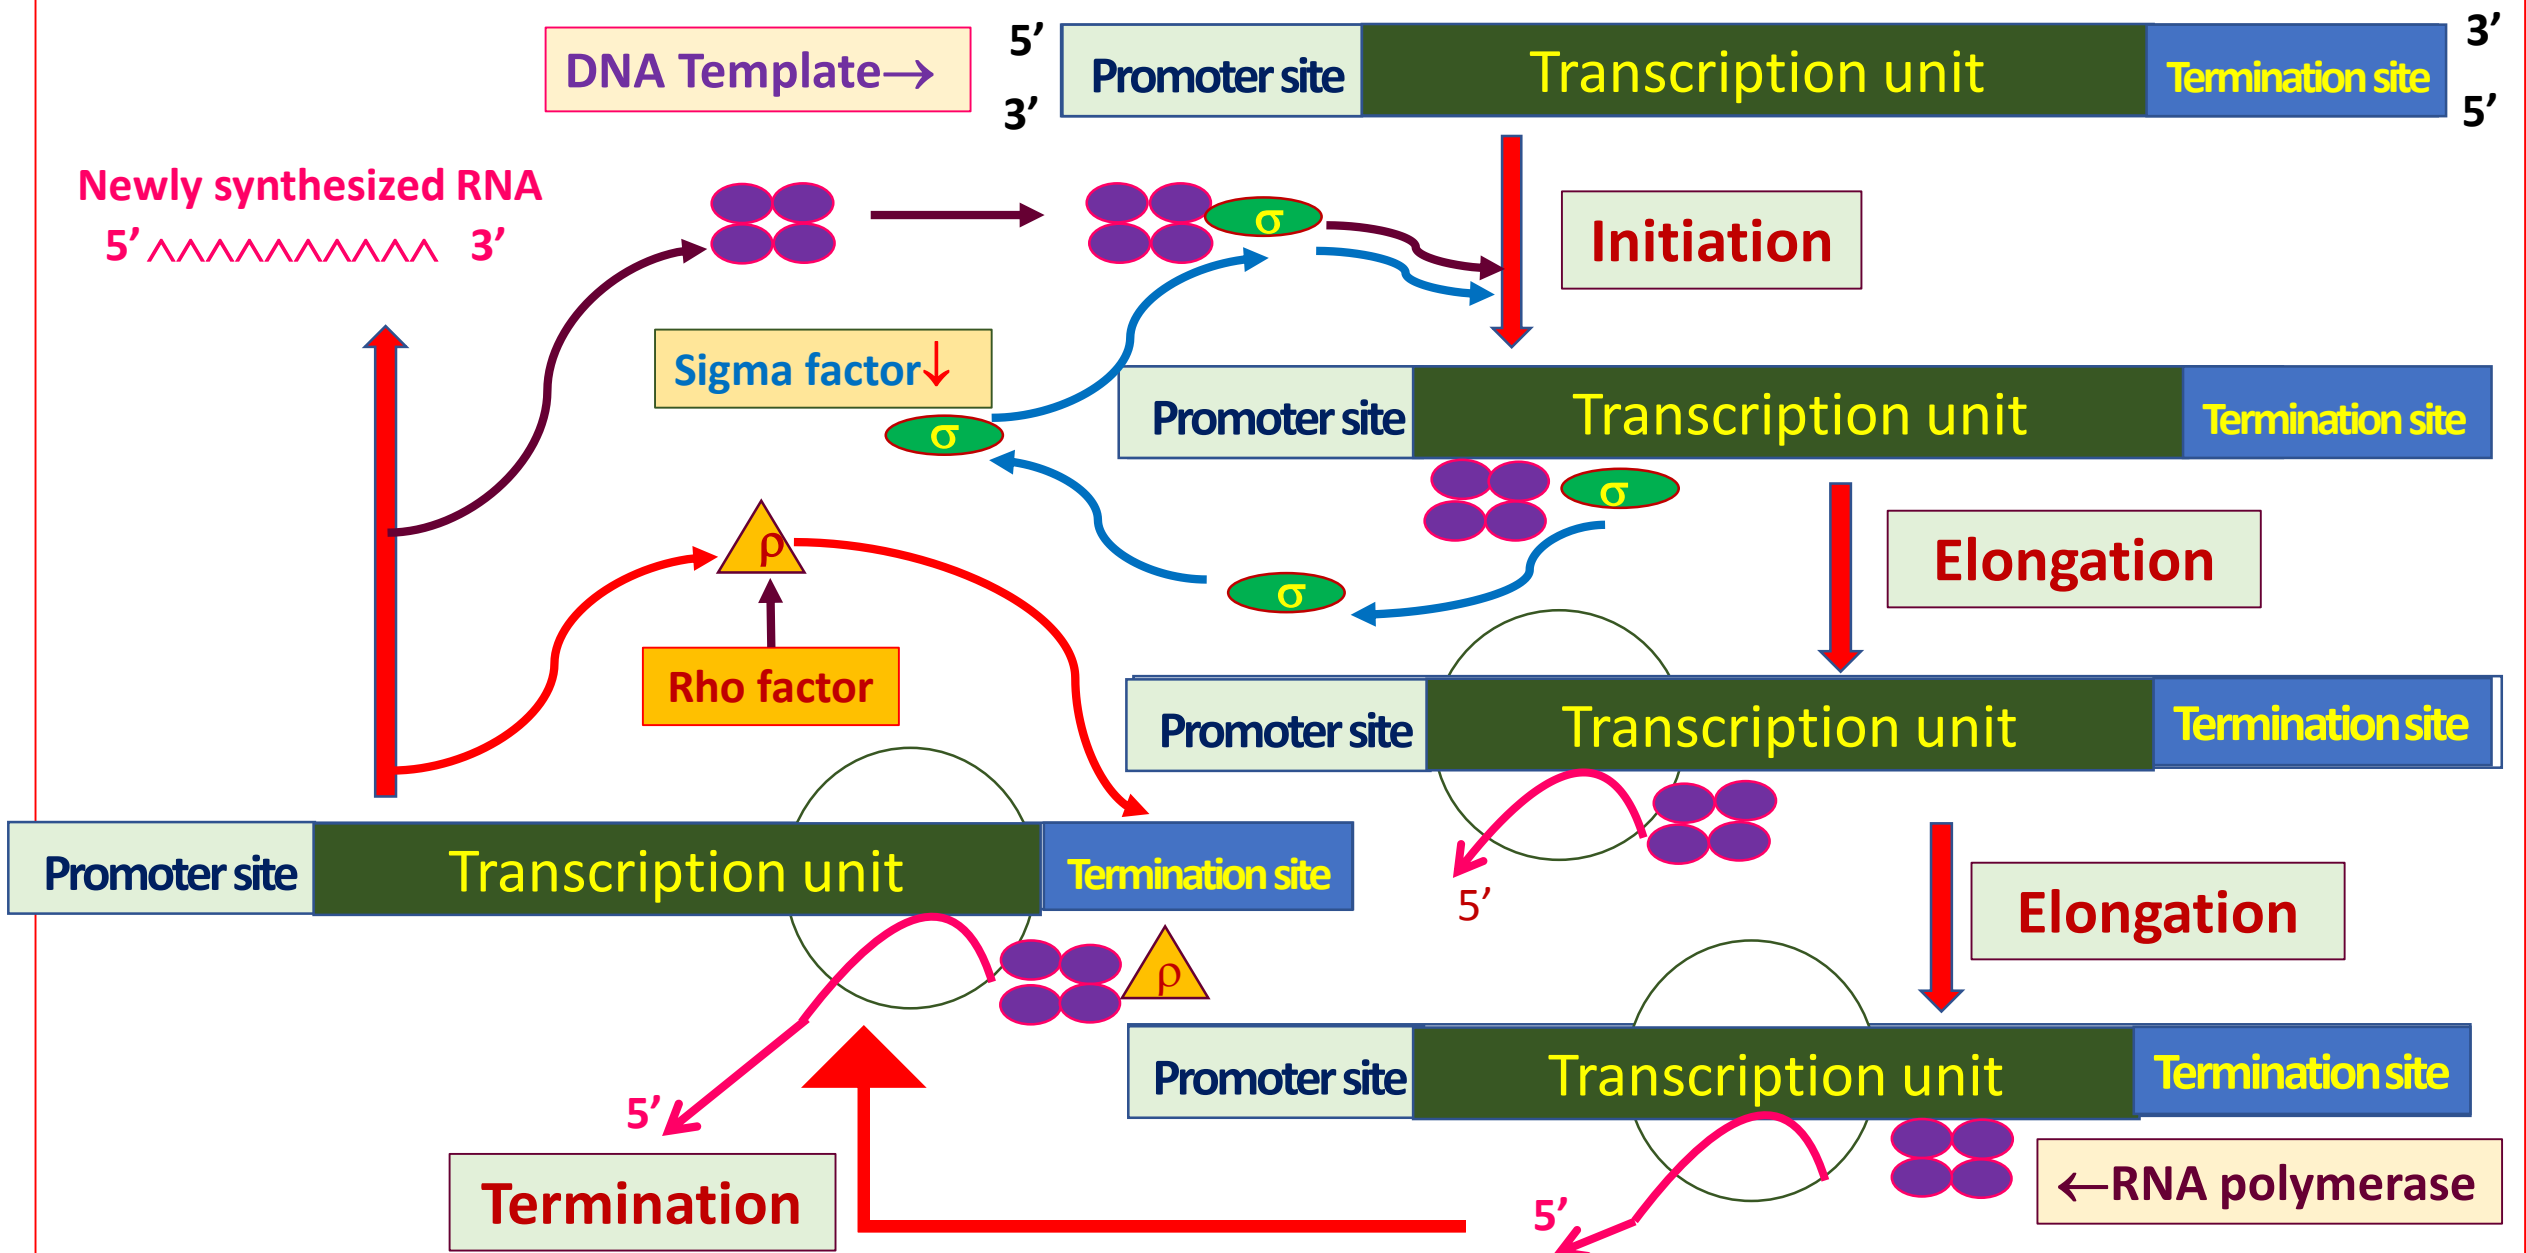 5’
3’
DNA Template→
Promoter site
Transcription unit
Termination site
3’
5’
Newly synthesized RNA
5’
3’
σ
Initiation
Sigma factor↓
σ
Promoter site
Transcription unit
Termination site
σ
ρ
Elongation
σ
Rho factor
Promoter site
Transcription unit
Termination site
Promoter site
Transcription unit
Termination site
5’
Elongation
ρ
Promoter site
Transcription unit
Termination site
5’
Termination
←RNA polymerase
5’